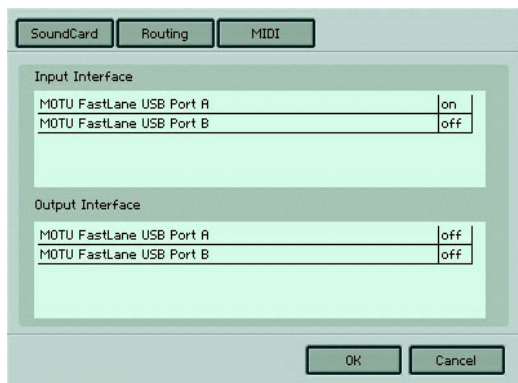 SoundCard Routing MIDI
Input Interface
MOTU FastLane USB Port A on
MOTU FastLane USB Port B off
Output Interface
MOTU FastLane USB Port A off
MOTU FastLane USB Port B off
OK Cancel